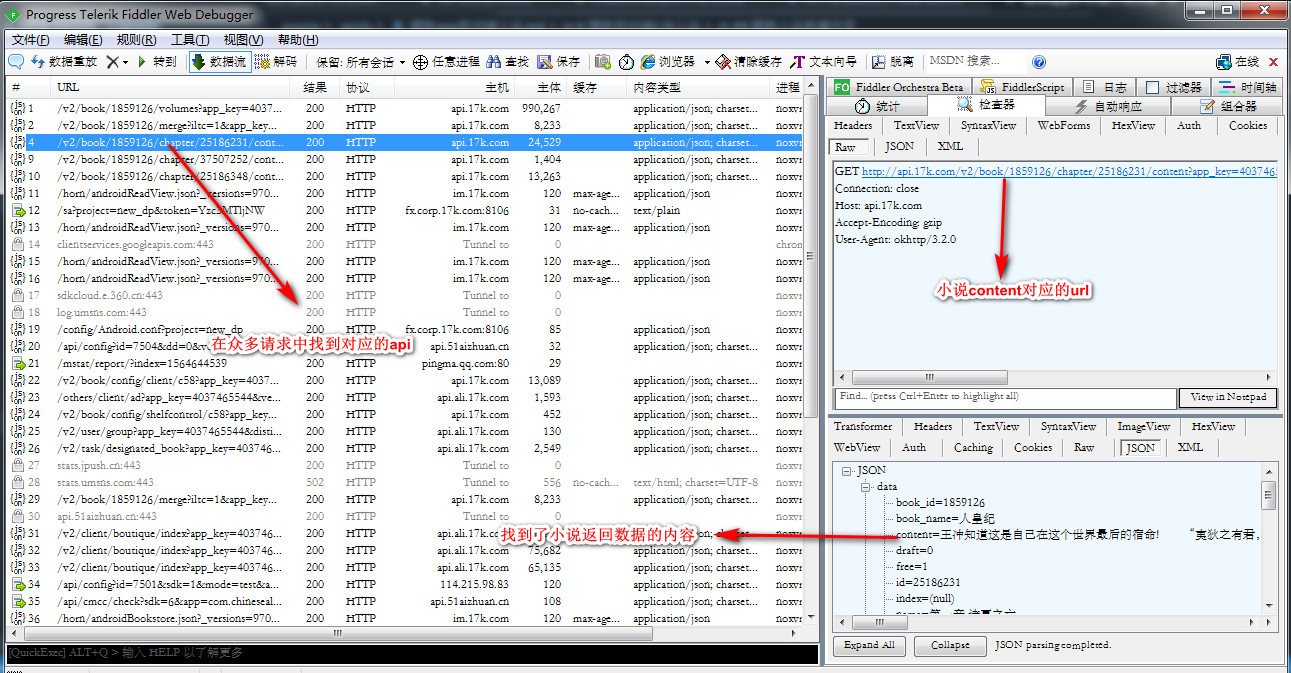 Progress Telerik Fiddler Web Debugger
文件(F) 编辑(E) 规则(R) 工具(T) 视图(V) 帮助(H)
数据重放 转到 数据流 解码 保留: 所有会话 任意进程 查找 保存 浏览器 清除缓存 文本向导 脱离 MSDN 搜索... 在线
# URL 结果 协议 主机 主体 缓存 内容类型 进程
1 /v2/book/1859126/volumes?app_key=4037... 200 HTTP api.17k.com 990,267 application/json; charset... noxvr
2 /v2/book/1859126/merge?iltc=1&app_key... 200 HTTP api.17k.com 8,233 application/json; charset... noxvr
4 /v2/book/1859126/chapter/25186231/cont... 200 HTTP api.17k.com 24,529 application/json; charset... noxvr
9 /v2/book/1859126/chapter/37507252/cont... 200 HTTP api.17k.com 1,404 application/json; charset... noxvr
10 /v2/book/1859126/chapter/25186348/cont... 200 HTTP api.17k.com 13,263 application/json; charset... noxvr
11 /horn/androidReadView.json?_versions=970... 200 HTTP im.17k.com 120 max-age... application/json noxvr
12 /sa?project=new_dp&token=Yzc5MTljNW 200 HTTP fx.corp.17k.com:8106 31 no-cach... text/plain noxvr
13 /horn/androidReadView.json?_versions=970... 200 HTTP im.17k.com 120 max-age... application/json noxvr
14 clientservices.googleapis.com:443 200 HTTP Tunnel to 0 chrom
15 /horn/androidReadView.json?_versions=970... 200 HTTP im.17k.com 120 max-age... application/json noxvr
16 /horn/androidReadView.json?_versions=970... 200 HTTP im.17k.com 120 max-age... application/json noxvr
17 sdkcloud.e.360.cn:443 200 HTTP Tunnel to 0 noxvr
18 log.umsns.com:443 200 HTTP Tunnel to 0 noxvr
19 /config/Android.conf?project=new_dp 200 HTTP fx.corp.17k.com:8106 85 application/json noxvr
20 /api/config?id=7504&dd=0&v 200 HTTP api.51aizhuan.cn 32 application/json; charset... noxvr
在众多请求中找到对应的api
21 /mstat/report/?index=1564644539 200 HTTP pingma.qq.com:80 29 application/json noxvr
22 /v2/book/config/client/c58?app_key=4037... 200 HTTP api.17k.com 13,089 application/json; charset... noxvr
23 /others/client/ad?app_key=4037465544&ve... 200 HTTP api.ali.17k.com 1,593 application/json; charset... noxvr
24 /v2/book/config/shelfcontrol/c58?app_key... 200 HTTP api.17k.com 452 application/json; charset... noxvr
25 /v2/user/group?app_key=4037465544&disti... 200 HTTP api.ali.17k.com 130 application/json; charset... noxvr
26 /v2/task/designated_book?app_key=403746... 200 HTTP api.ali.17k.com 2,549 application/json; charset... noxvr
27 stats.jpush.cn:443 200 HTTP Tunnel to 0 noxvr
28 stats.umsns.com:443 502 HTTP Tunnel to 556 no-cach... text/html; charset=UTF-8 noxvr
29 /v2/book/1859126/merge?iltc=1&app_key... 200 HTTP api.17k.com 8,233 application/json; charset... noxvr
30 api.51aizhuan.cn:443 200 HTTP Tunnel to 0 noxvr
31 /v2/client/boutique/index?app_key=403746... 200 HTTP api.ali.17k.com charset... noxvr
找到了小说返回数据的内容
32 /v2/client/boutique/index?app_key=403746... 200 HTTP api.ali.17k.com 75,682 application/json; charset... noxvr
33 /v2/client/boutique/index?app_key=403746... 200 HTTP api.ali.17k.com 65,135 application/json; charset... noxvr
34 /api/config?id=7501&sdk=1&mode=test&a... 200 HTTP 114.215.98.83 120 application/json; charset... noxvr
35 /api/cmcc/check?sdk=6&app=com.chineseal... 200 HTTP api.51aizhuan.cn 108 application/json; charset... noxvr
36 /horn/androidBookstore.json?_versions=970... 200 HTTP im.17k.com 120 max-age... application/json noxvr
[QuickExec] ALT+Q > 输入 HELP 以了解更多
FO Fiddler Orchestra Beta FiddlerScript 日志 过滤器 时间轴
统计 检查器 自动响应 组合器
Headers TextView SyntaxView WebForms HexView Auth Cookies
Raw JSON XML
GET http://api.17k.com/v2/book/1859126/chapter/25186231/content?app_key=403746
Connection: close
Host: api.17k.com
Accept-Encoding: gzip
User-Agent: okhttp/3.2.0
小说content对应的url
Find... (press Ctrl+Enter to highlight all) View in Notepad
Transformer Headers TextView SyntaxView ImageView HexView
WebView Auth Caching Cookies Raw JSON XML
JSON
data
book_id=1859126
book_name=人皇纪
content=王冲知道这是自己在这个世界最后的宿命! “夷狄之有君,
draft=0
free=1
id=25186231
index=(null)
Expand All Collapse JSON parsing completed.